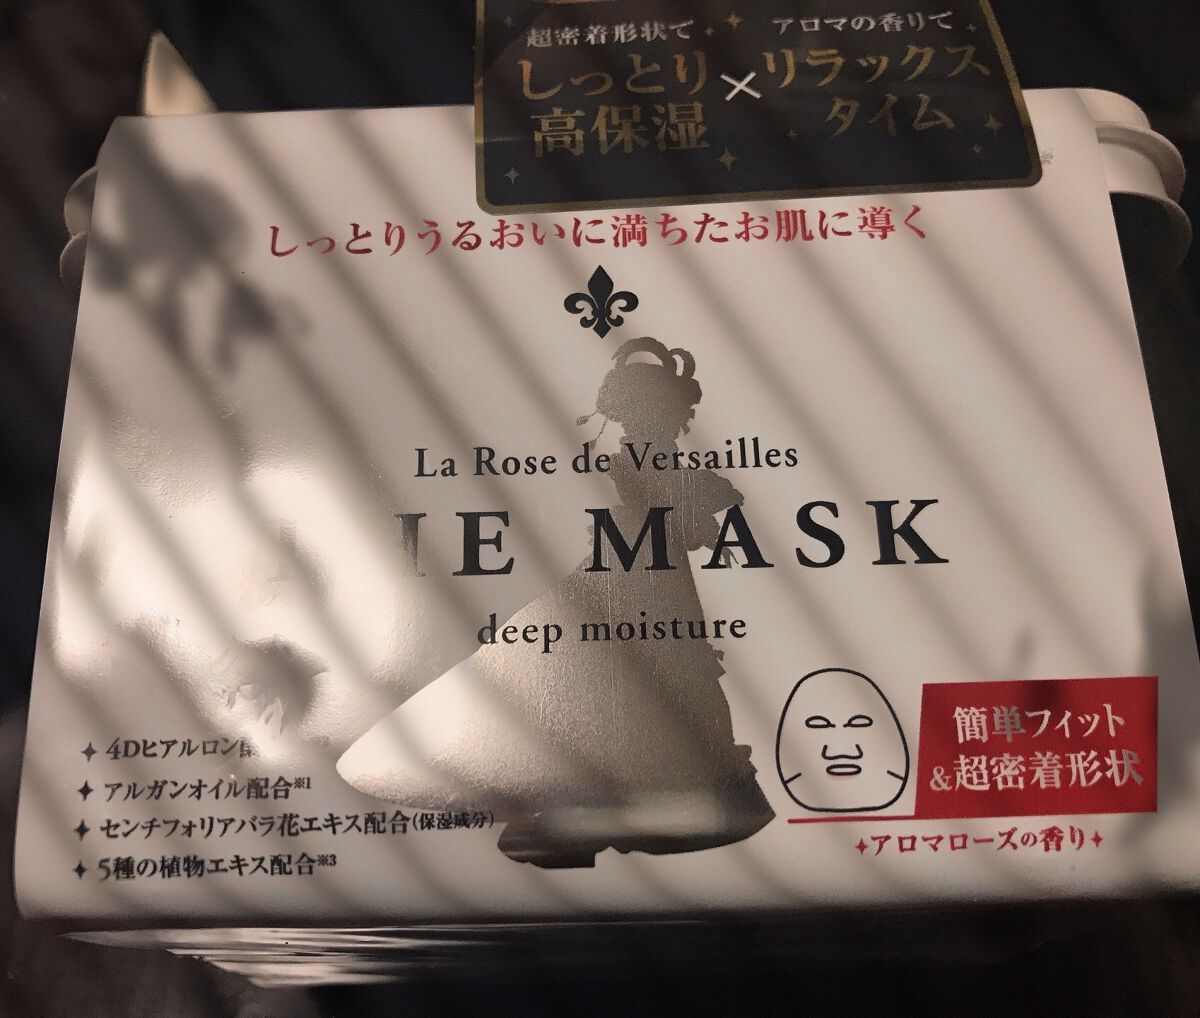 超密着形状で
しっとり
高保湿
×
アロマの香りで
リラックス
タイム
しっとりうるおいに満ちたお肌に導く
La Rose de Versailles
MASK
deep moisture
4Dヒアルロン
アルガンオイル配合※1
センチフォリアバラ花エキス配合(保湿成分)
5種の植物エキス配合※3
簡単フィット
&超密着形状
アロマローズの香り